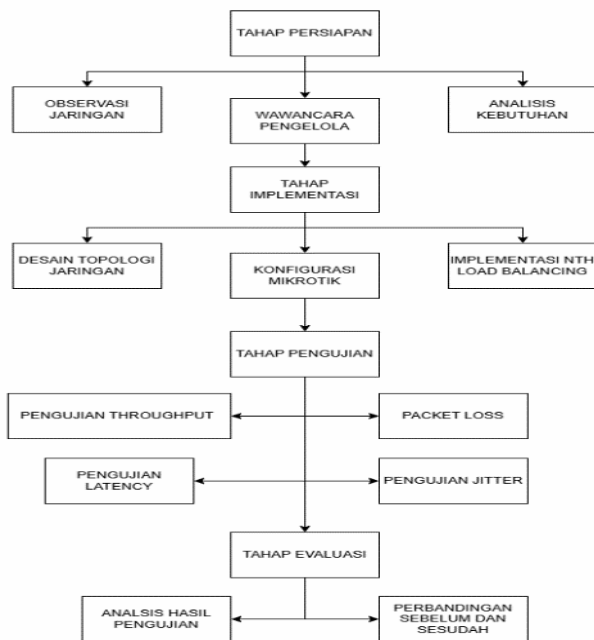 TAHAP PERSIAPAN
OBSERVASI
JARINGAN
WAWANCARA
PENGELOLA
ANALISIS
KEBUTUHAN
TAHAP
IMPLEMENTASI
DESAIN TOPOLOGI
JARINGAN
KONFIGURASI
MIKROTIK
IMPLEMENTASI NTH
LOAD BALANCING
TAHAP PENGUJIAN
PENGUJIAN THROUGHPUT
PACKET LOSS
PENGUJIAN
LATENCY
PENGUJIAN JITTER
TAHAP EVALUASI
ANALSIS HASIL
PENGUJIAN
PERBANDINGAN
SEBELUM DAN
SESUDAH